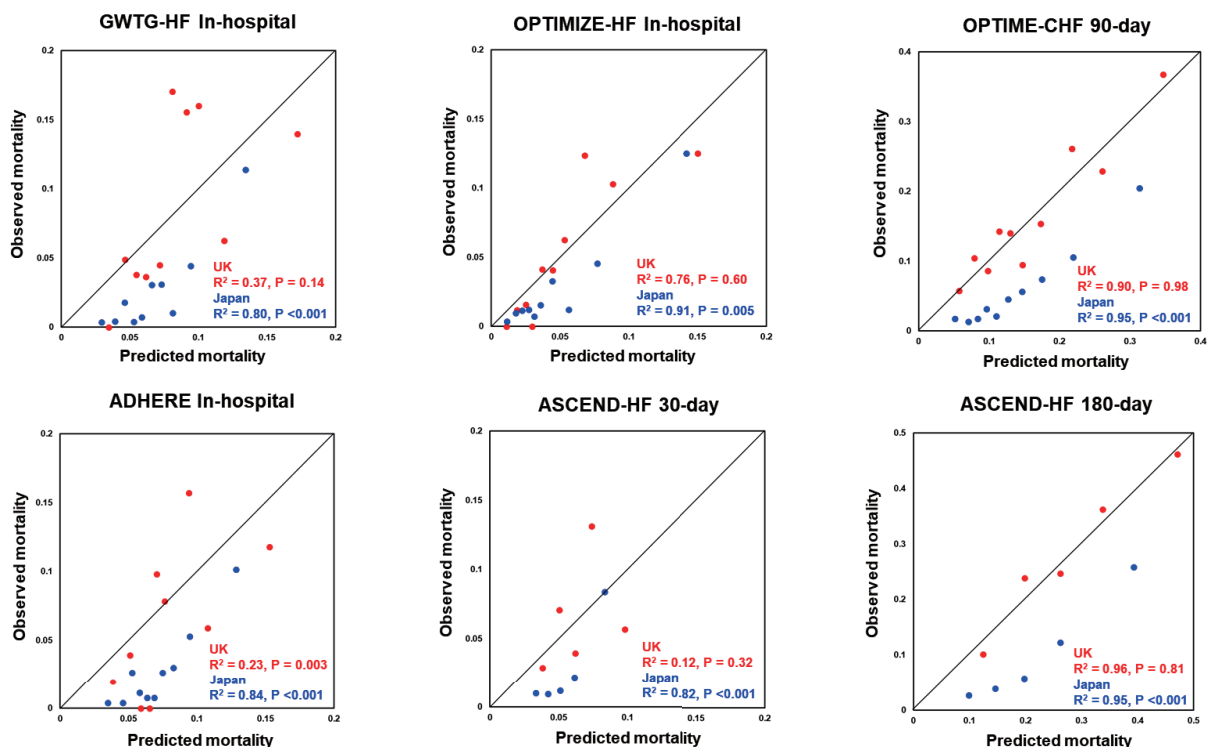 GWTG-HF In-hospital
0.2
0.15
0.1
0.05
0
Observed mortality
UK
R² = 0.37, P = 0.14
Japan
R² = 0.80, P <0.001
0 0.05 0.1 0.15 0.2
Predicted mortality
OPTIMIZE-HF In-hospital
0.2
0.15
0.1
0.05
0
Observed mortality
UK
R² = 0.76, P = 0.60
Japan
R² = 0.91, P = 0.005
0 0.05 0.1 0.15 0.2
Predicted mortality
OPTIME-CHF 90-day
0.4
0.3
0.2
0.1
0
Observed mortality
UK
R² = 0.90, P = 0.98
Japan
R² = 0.95, P <0.001
0 0.1 0.2 0.3 0.4
Predicted mortality
ADHERE In-hospital
0.2
0.15
0.1
0.05
0
Observed mortality
UK
R² = 0.23, P = 0.003
Japan
R² = 0.84, P <0.001
0 0.05 0.1 0.15 0.2
Predicted mortality
ASCEND-HF 30-day
0.2
0.15
0.1
0.05
0
Observed mortality
UK
R² = 0.12, P = 0.32
Japan
R² = 0.82, P <0.001
0 0.05 0.1 0.15 0.2
Predicted mortality
ASCEND-HF 180-day
0.5
0.4
0.3
0.2
0.1
0
Observed mortality
UK
R² = 0.96, P = 0.81
Japan
R² = 0.95, P <0.001
0 0.1 0.2 0.3 0.4 0.5
Predicted mortality